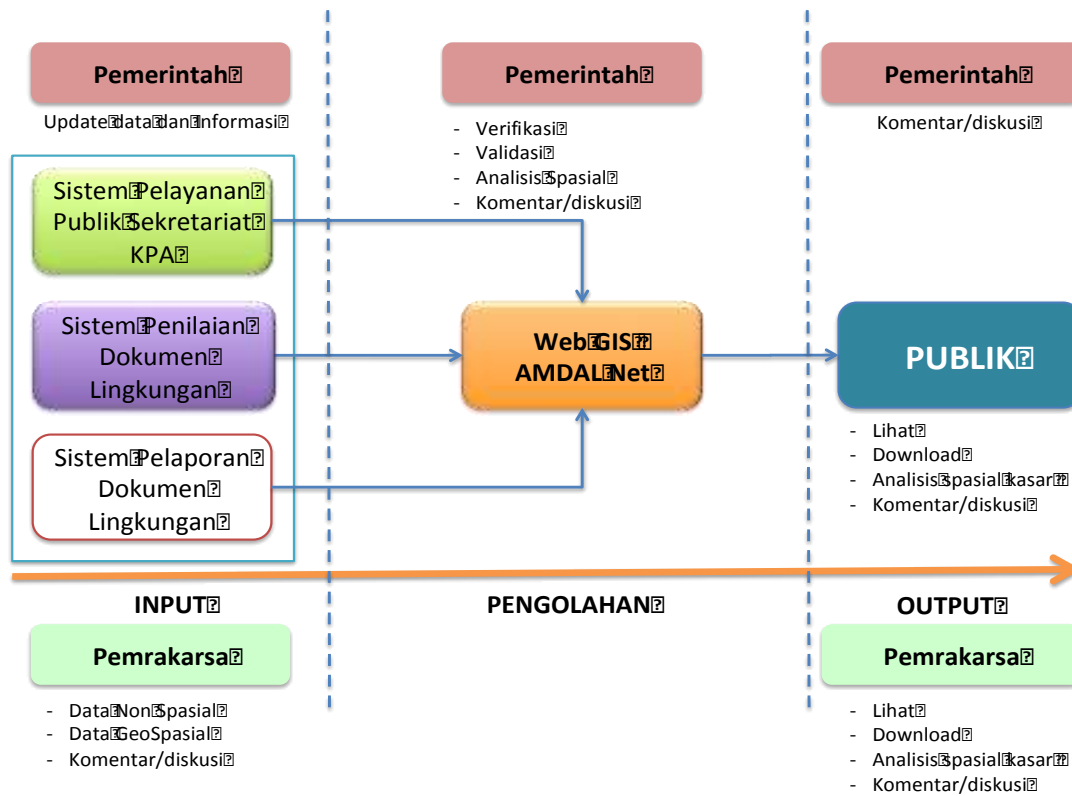 Pemerintah
Update data dan Informasi
Sistem Pelayanan
Publik Sekretariat
KPA
Sistem Penilaian
Dokumen
Lingkungan
Sistem Pelaporan
Dokumen
Lingkungan
Pemerintah
- Verifikasi
- Validasi
- Analisis Spasial
- Komentar/diskusi
Web GIS
AMDAL Net
Pemerintah
Komentar/diskusi
PUBLIK
- Lihat
- Download
- Analisis spasial kasar
- Komentar/diskusi
INPUT
PENGOLAHAN
OUTPUT
Pemrakarsa
- Data Non Spasial
- Data GeoSpasial
- Komentar/diskusi
Pemrakarsa
- Lihat
- Download
- Analisis spasial kasar
- Komentar/diskusi